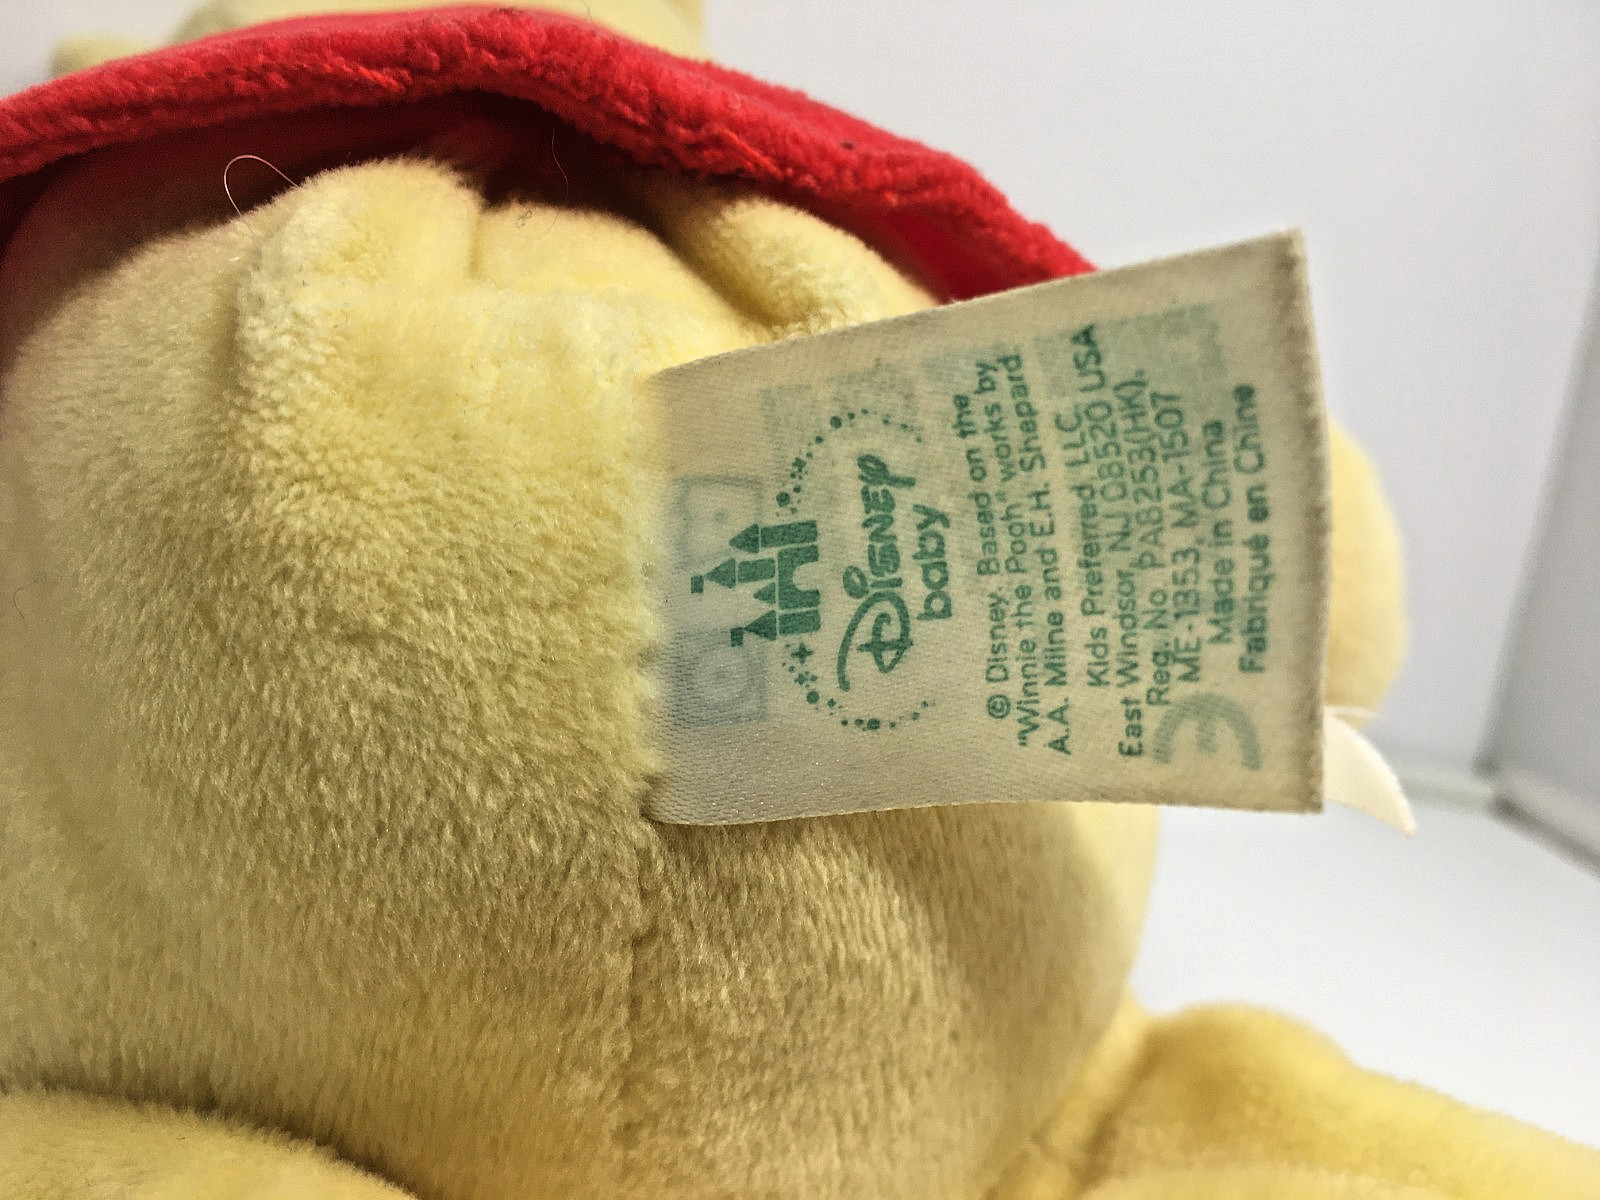 Disney
baby
© Disney. Based on the
"Winnie the Pooh" works by
A.A. Milne and E.H. Shepard.
Kids Preferred, LLC.
East Windsor, NJ 08520 USA
Reg. No. PA8253(HK).
ME-1353, MA-1507
Made in China
Fabriqué en Chine